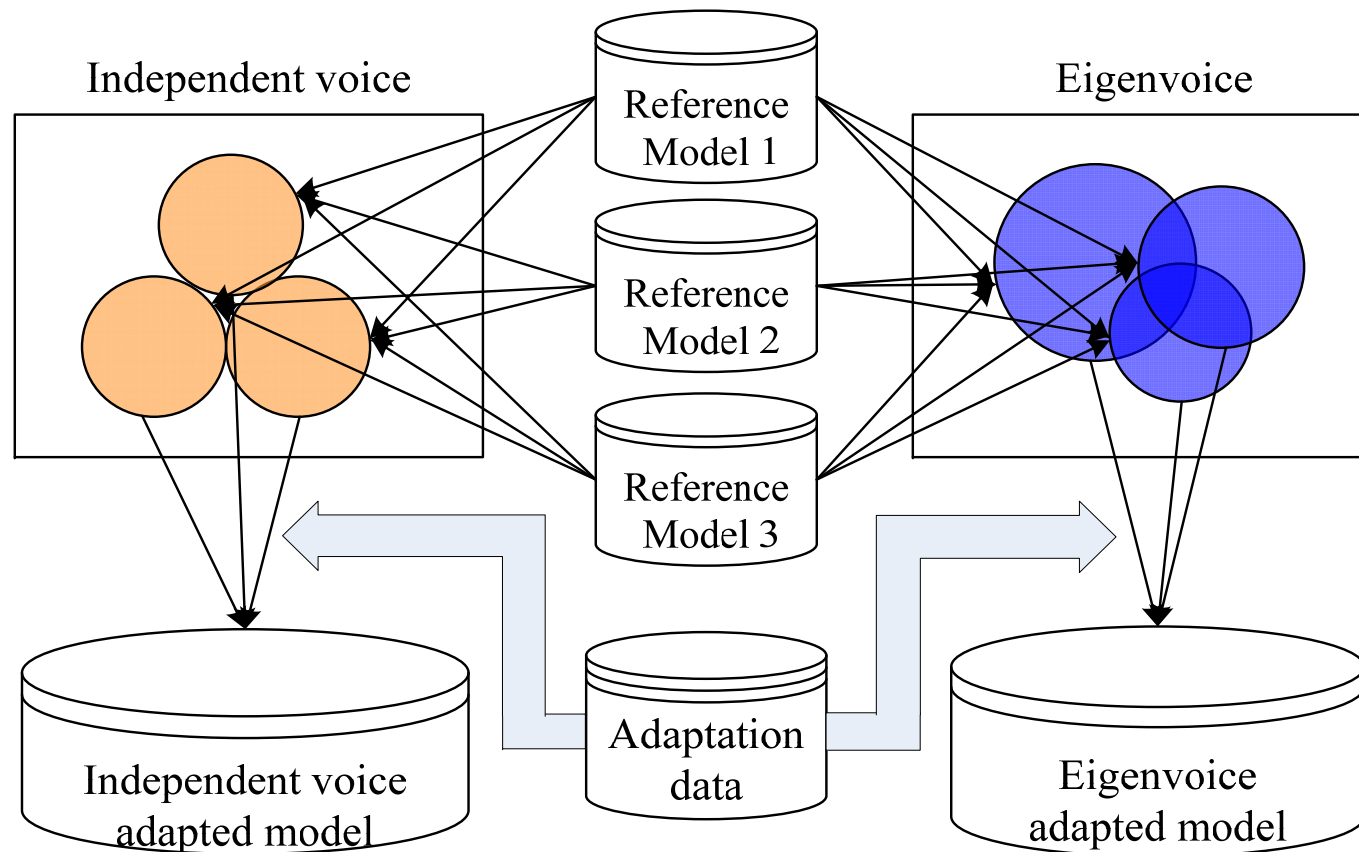 Independent voice
Eigenvoice
Reference
Model 1
Reference
Model 2
Reference
Model 3
Adaptation
data
Independent voice
adapted model
Eigenvoice
adapted model